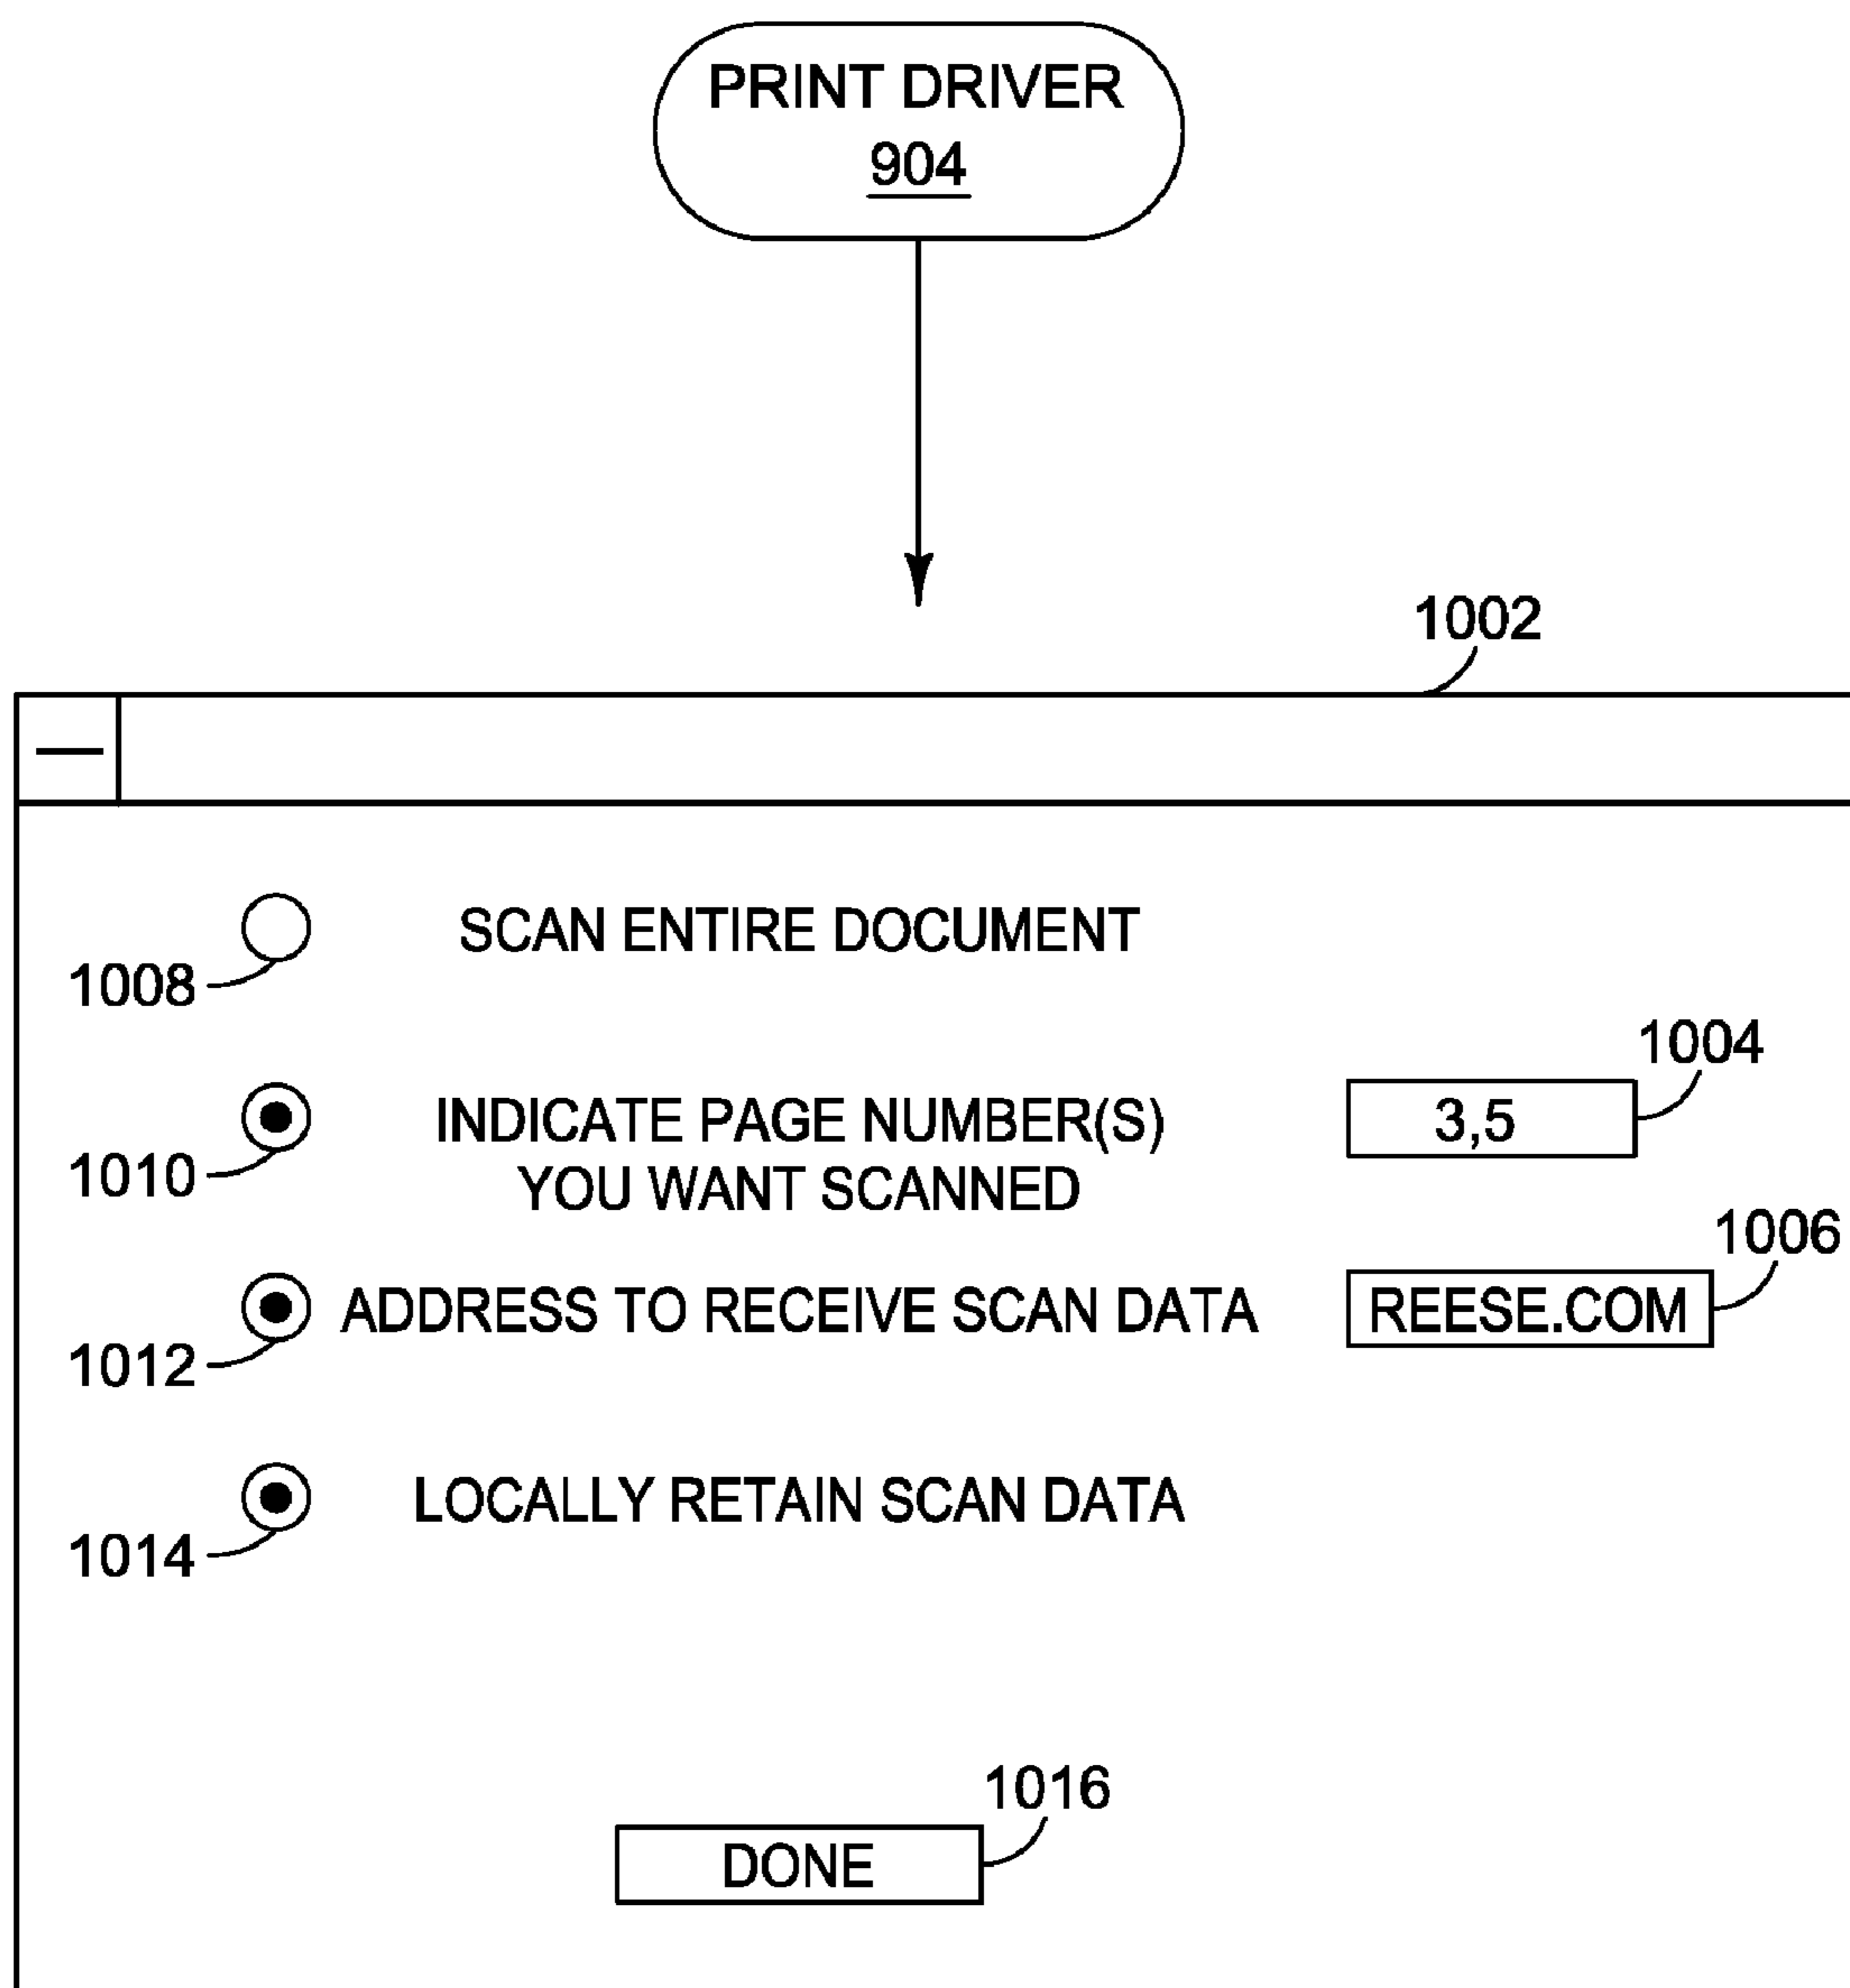 PRINT DRIVER
904
1002
SCAN ENTIRE DOCUMENT
1008
1004
INDICATE PAGE NUMBER(S)
3,5
1010
YOU WANT SCANNED
1006
ADDRESS TO RECEIVE SCAN DATA
REESE.COM
1012
LOCALLY RETAIN SCAN DATA
1014
1016
DONE